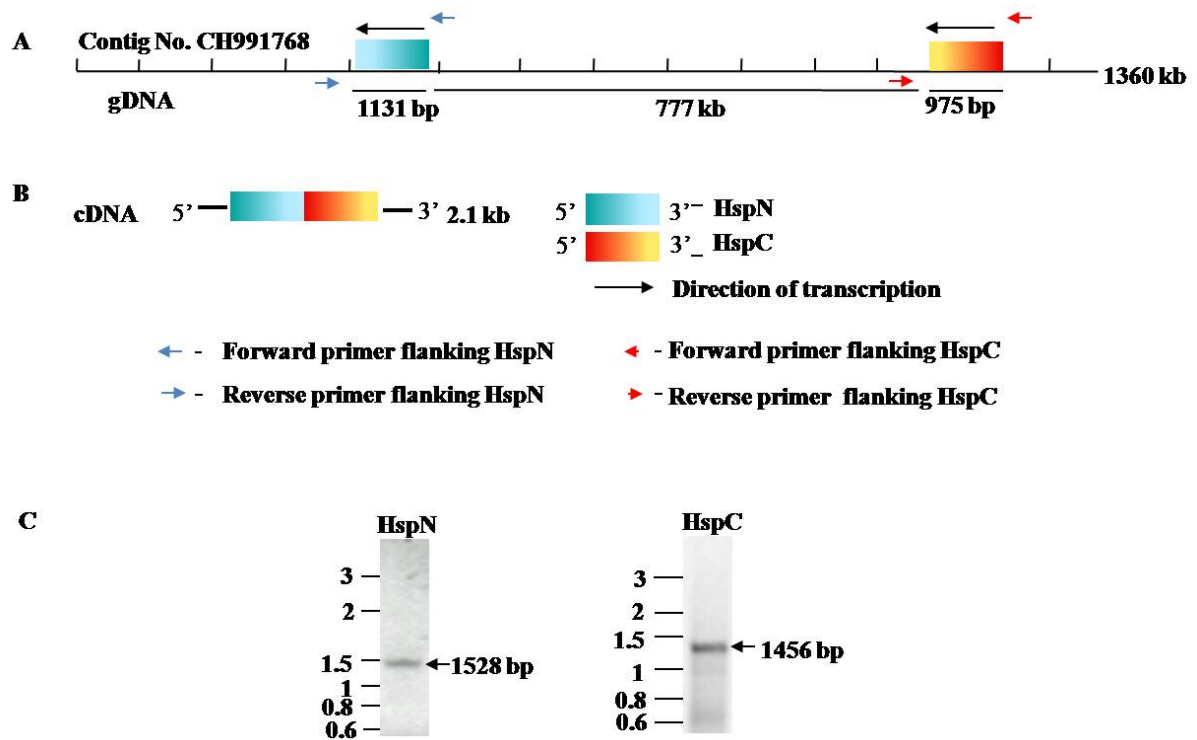 A
Contig No. CH991768
1360 kb
gDNA
1131 bp
777 kb
975 bp
B
cDNA 5’ 3’ 2.1 kb
5’ 3’– HspN
5’ 3’_ HspC
Direction of transcription
- Forward primer flanking HspN
- Forward primer flanking HspC
- Reverse primer flanking HspN
- Reverse primer flanking HspC
C
HspN
3
2
1.5
1
0.8
0.6
1528 bp
HspC
3
2
1.5
1
0.8
0.6
1456 bp